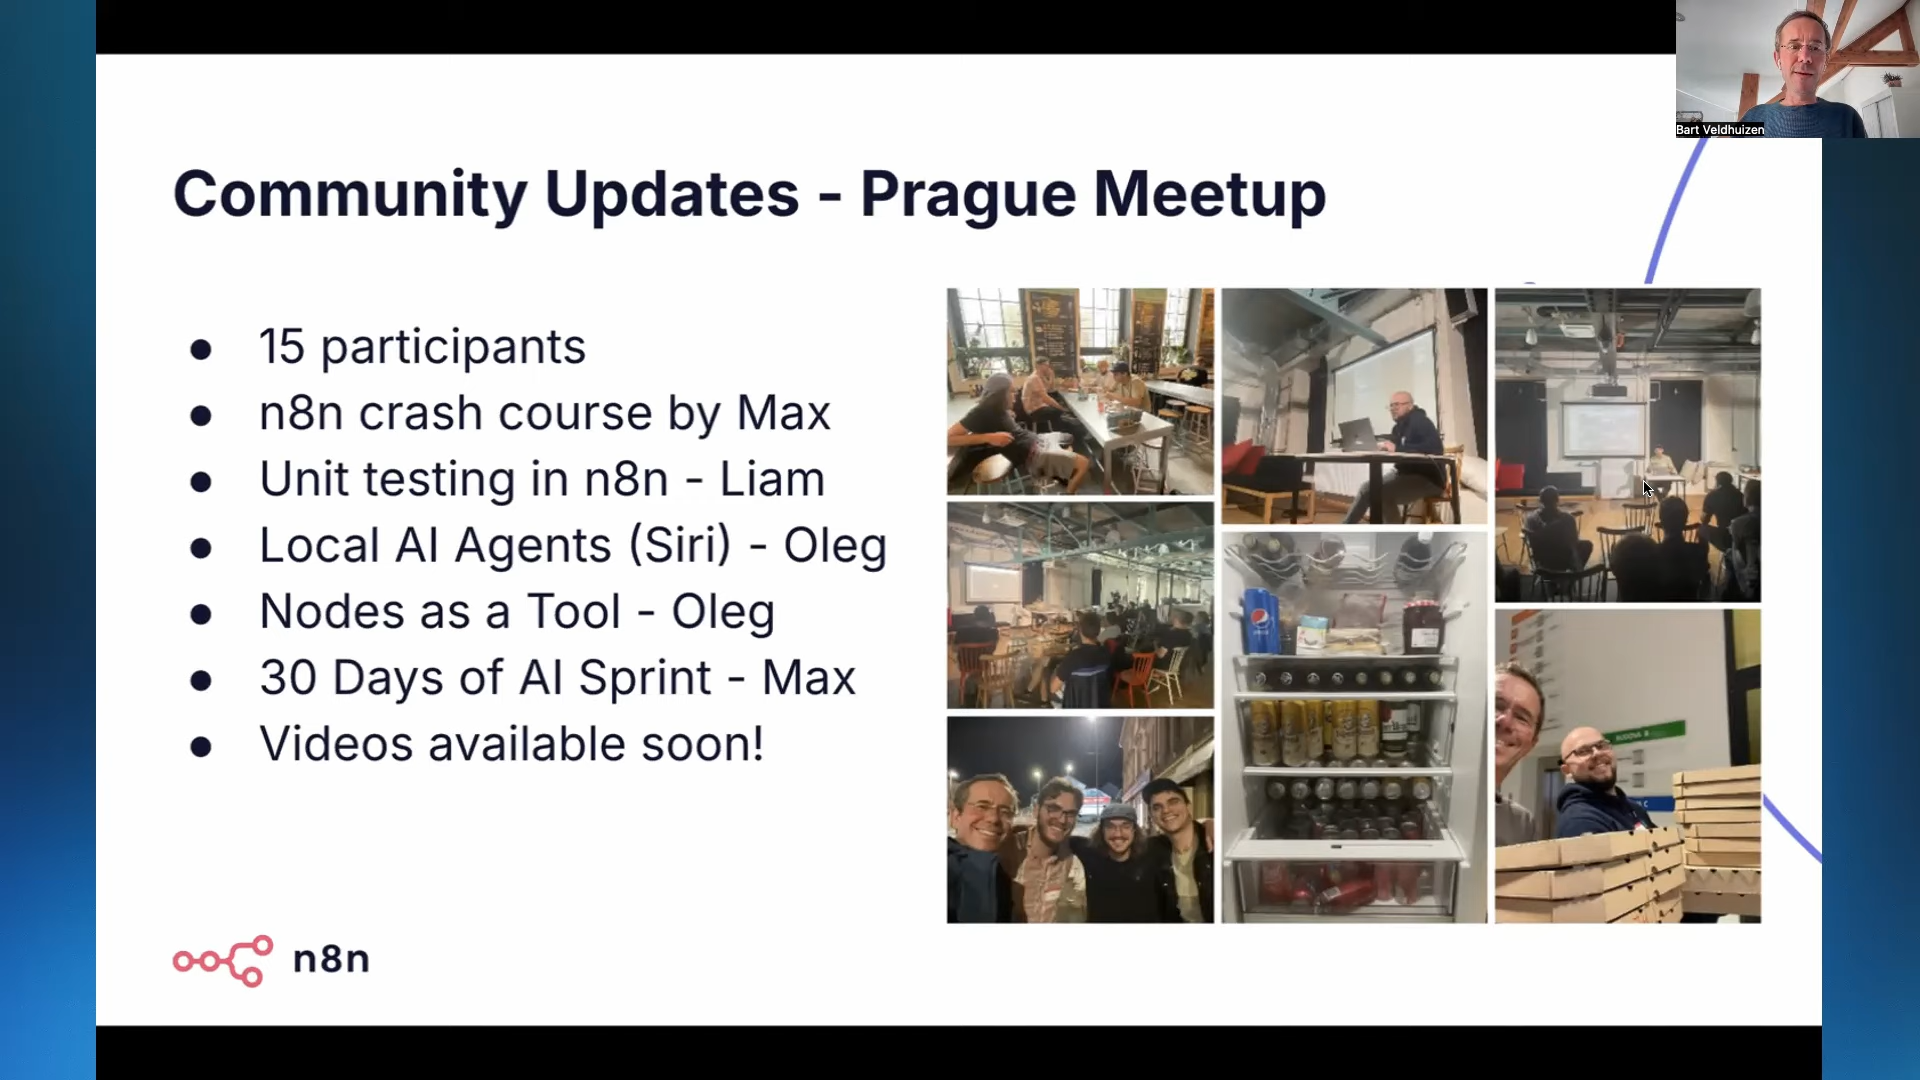 Bart Veldhuizen
Community Updates - Prague Meetup
● 15 participants
● n8n crash course by Max
● Unit testing in n8n - Liam
● Local AI Agents (Siri) - Oleg
● Nodes as a Tool - Oleg
● 30 Days of AI Sprint - Max
● Videos available soon!
BUDOVA B
n8n